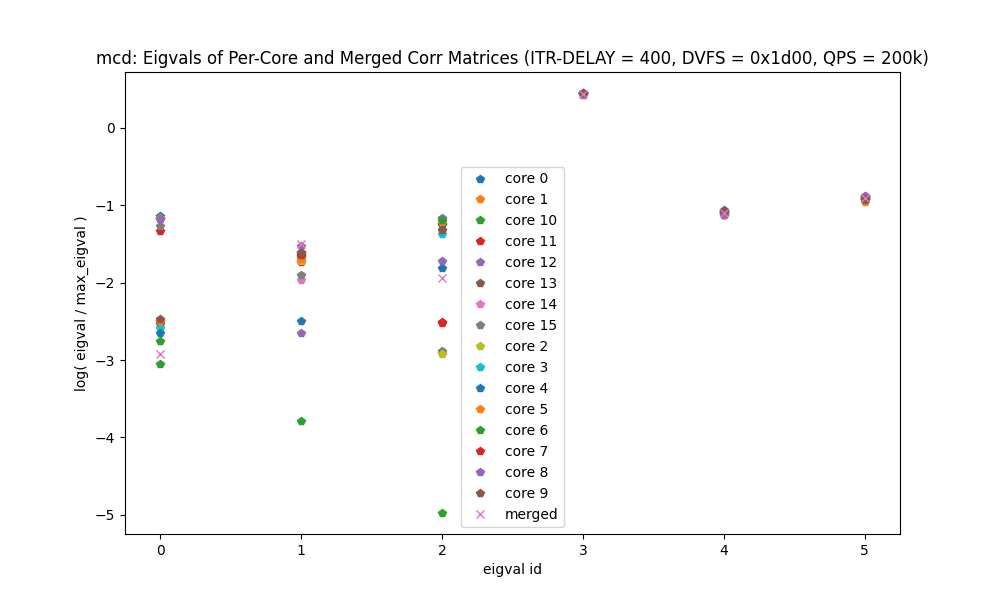 mcd: Eigvals of Per-Core and Merged Corr Matrices (ITR-DELAY = 400, DVFS = 0x1d00, QPS = 200k)
log( eigval / max_eigval )
0
−1
−2
−3
−4
−5
core 0
core 1
core 10
core 11
core 12
core 13
core 14
core 15
core 2
core 3
core 4
core 5
core 6
core 7
core 8
core 9
merged
0 1 2 3 4 5
eigval id